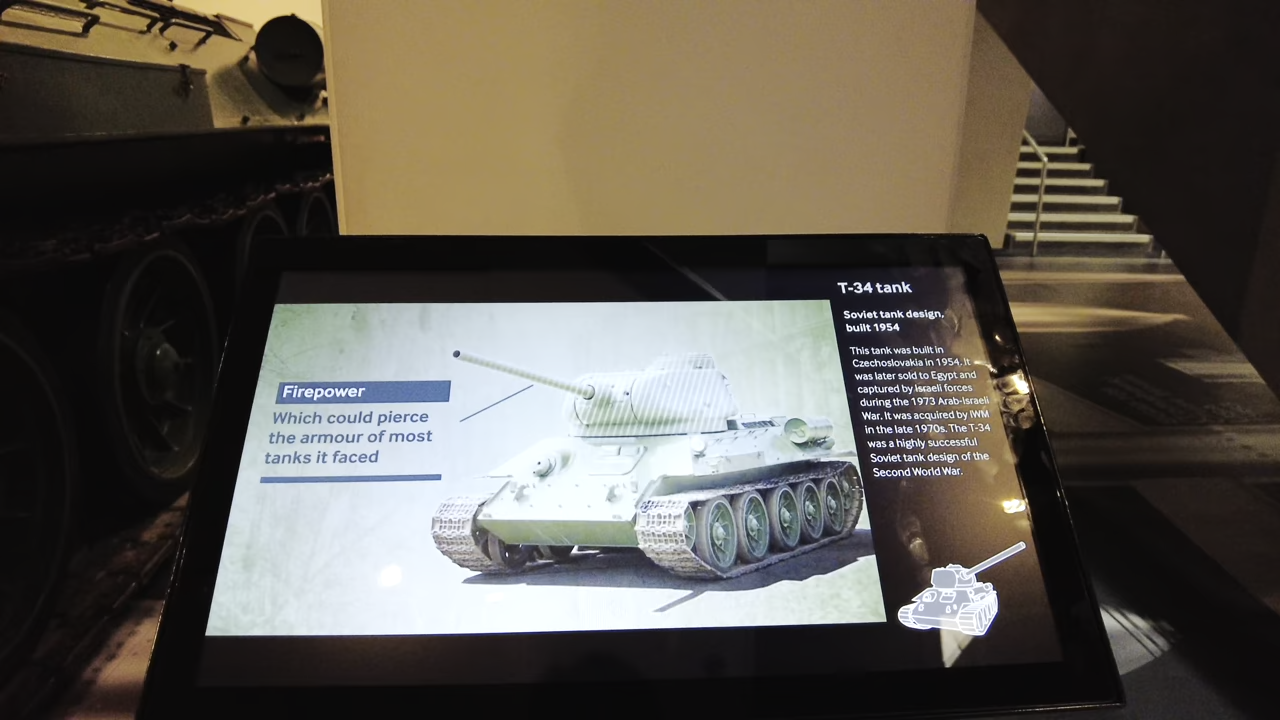 T-34 tank
Soviet tank design,
built 1954
This tank was built in
Czechoslovakia in 1954. It
was later sold to Egypt and
captured by Israeli forces
during the 1973 Arab-Israeli
War. It was acquired by IWM
in the late 1970s. The T-34
was a highly successful
Soviet tank design of the
Second World War.
Firepower
Which could pierce
the armour of most
tanks it faced